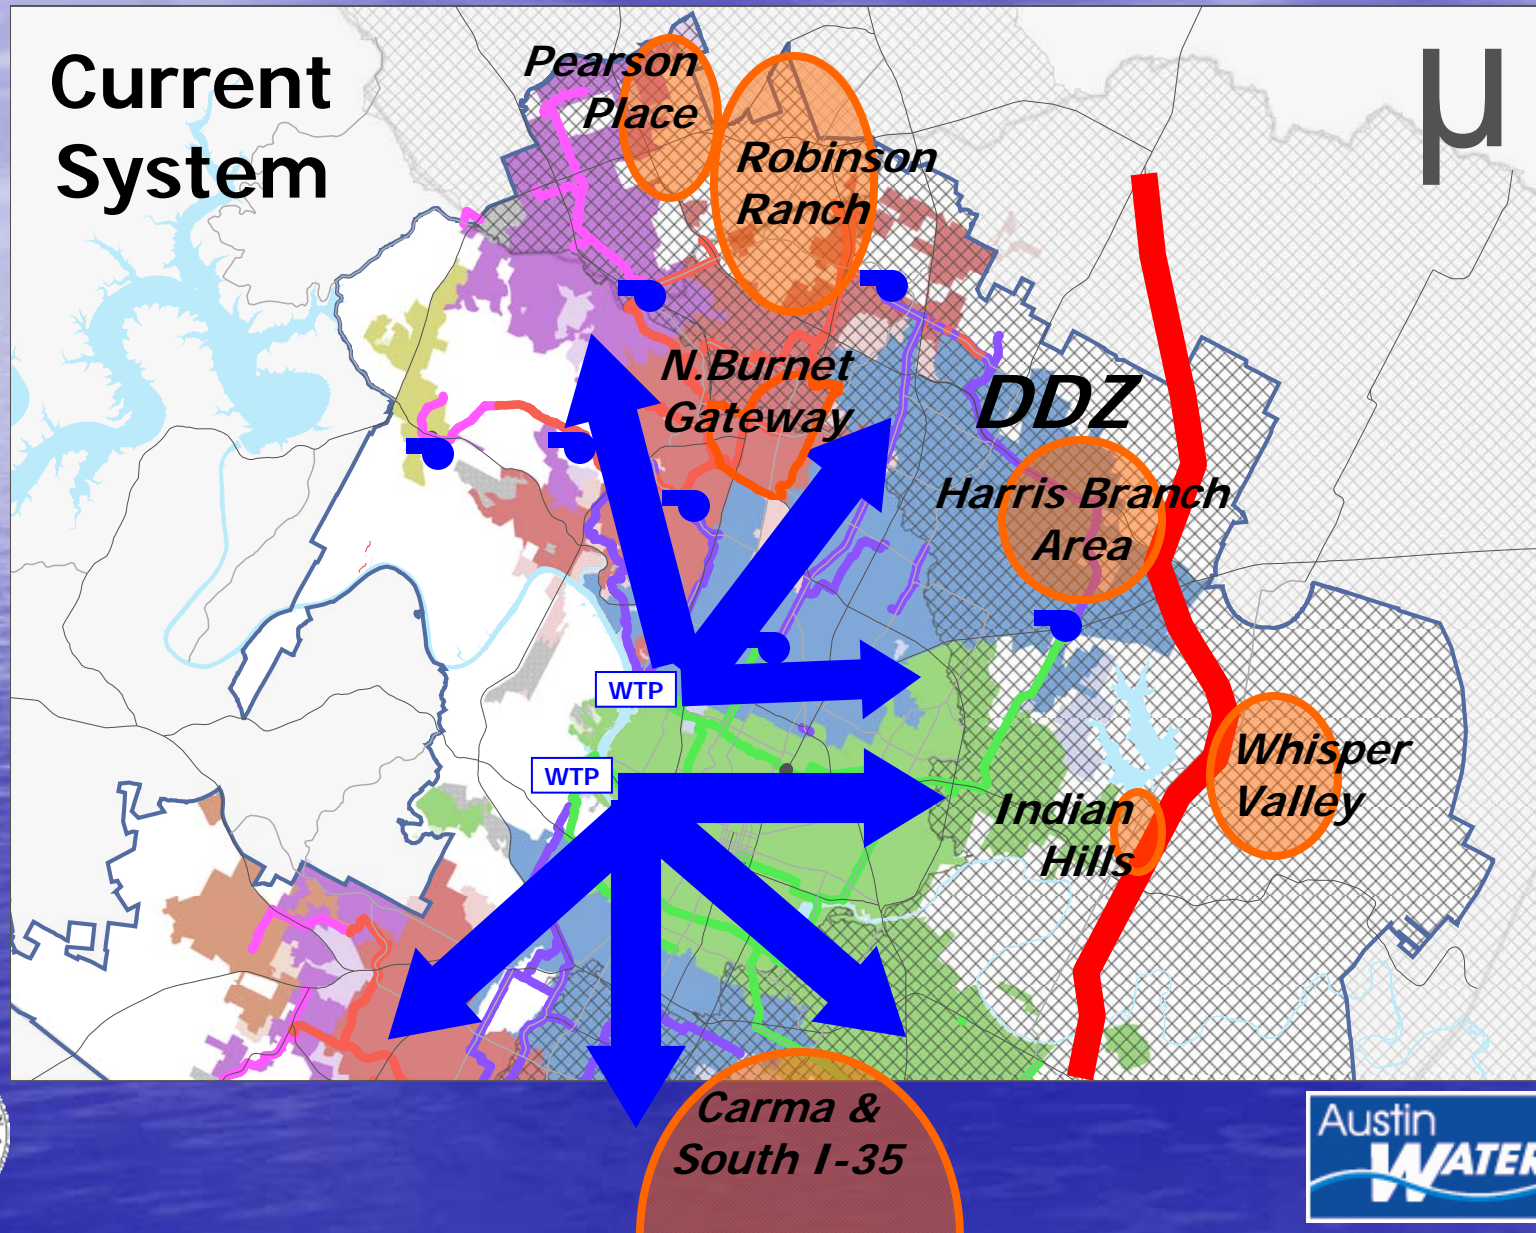 Current
System
µ
Pearson
Place
Robinson
Ranch
N.Burnet
Gateway
DDZ
Harris Branch
Area
WTP
WTP
Whisper
Valley
Indian
Hills
Carma &
South I-35
Austin
WATER